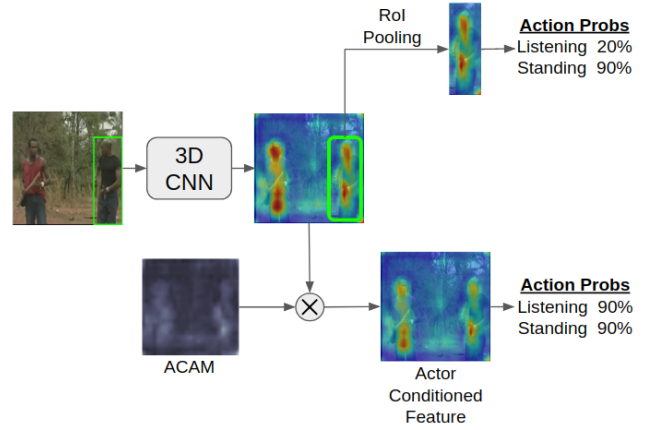 RoI
Pooling
Action Probs
Listening 20%
Standing 90%
3D
CNN
ACAM
Actor
Conditioned
Feature
Action Probs
Listening 90%
Standing 90%